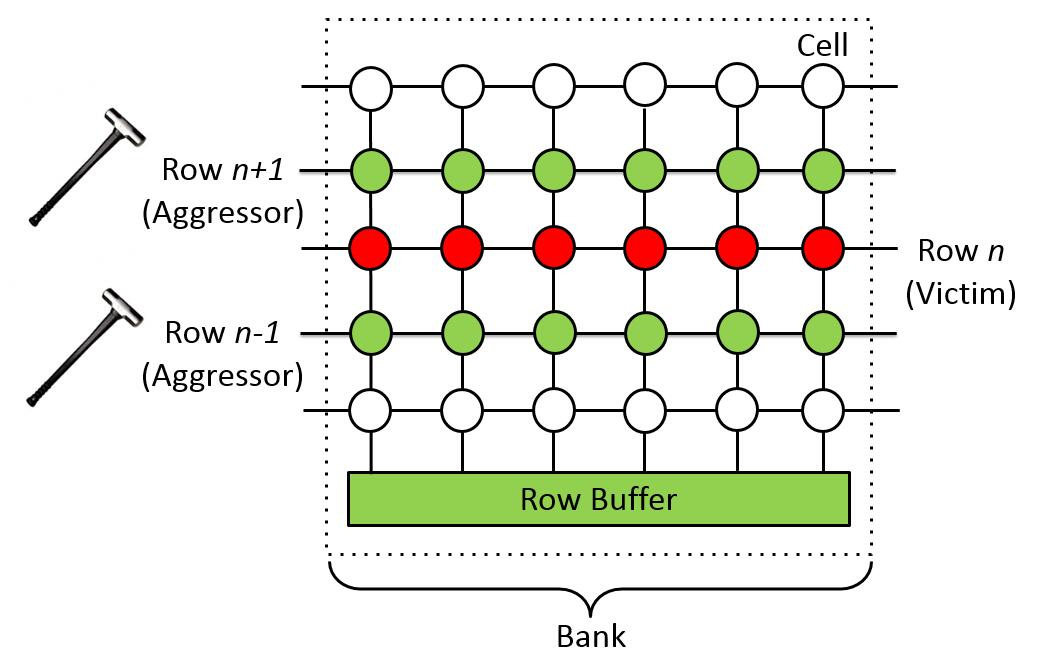 Cell
Row n+1
(Aggressor)
Row n
(Victim)
Row n-1
(Aggressor)
Row Buffer
Bank